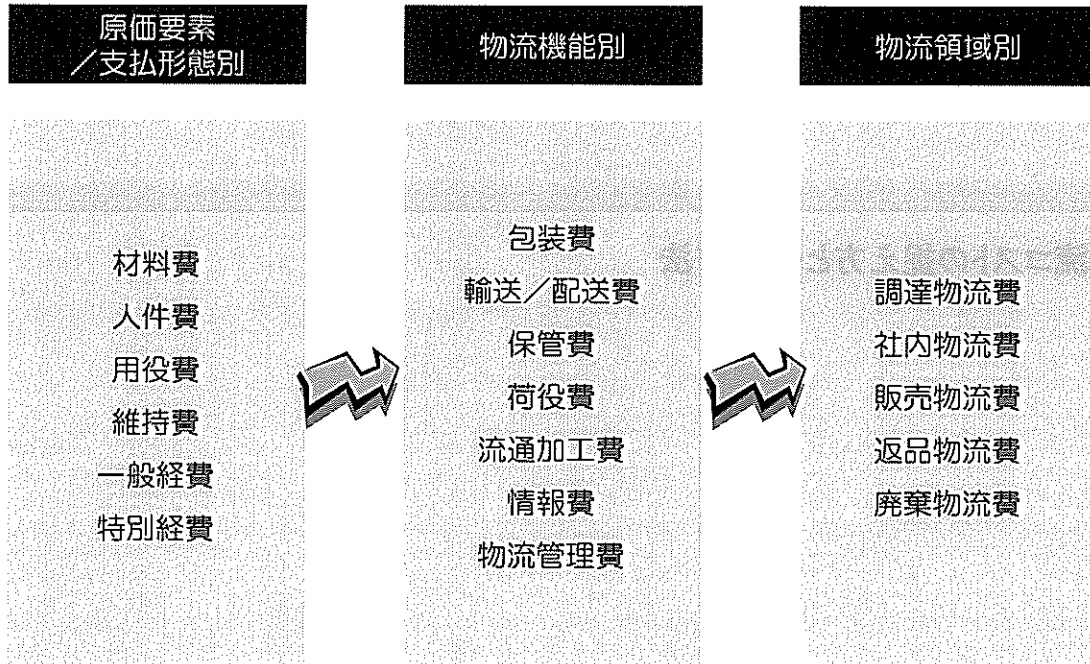 原価要素
／支払形態別
材料費
人件費
用役費
維持費
一般経費
特別経費
物流機能別
包装費
輸送／配送費
保管費
荷役費
流通加工費
情報費
物流管理費
物流領域別
調達物流費
社内物流費
販売物流費
返品物流費
廃棄物流費